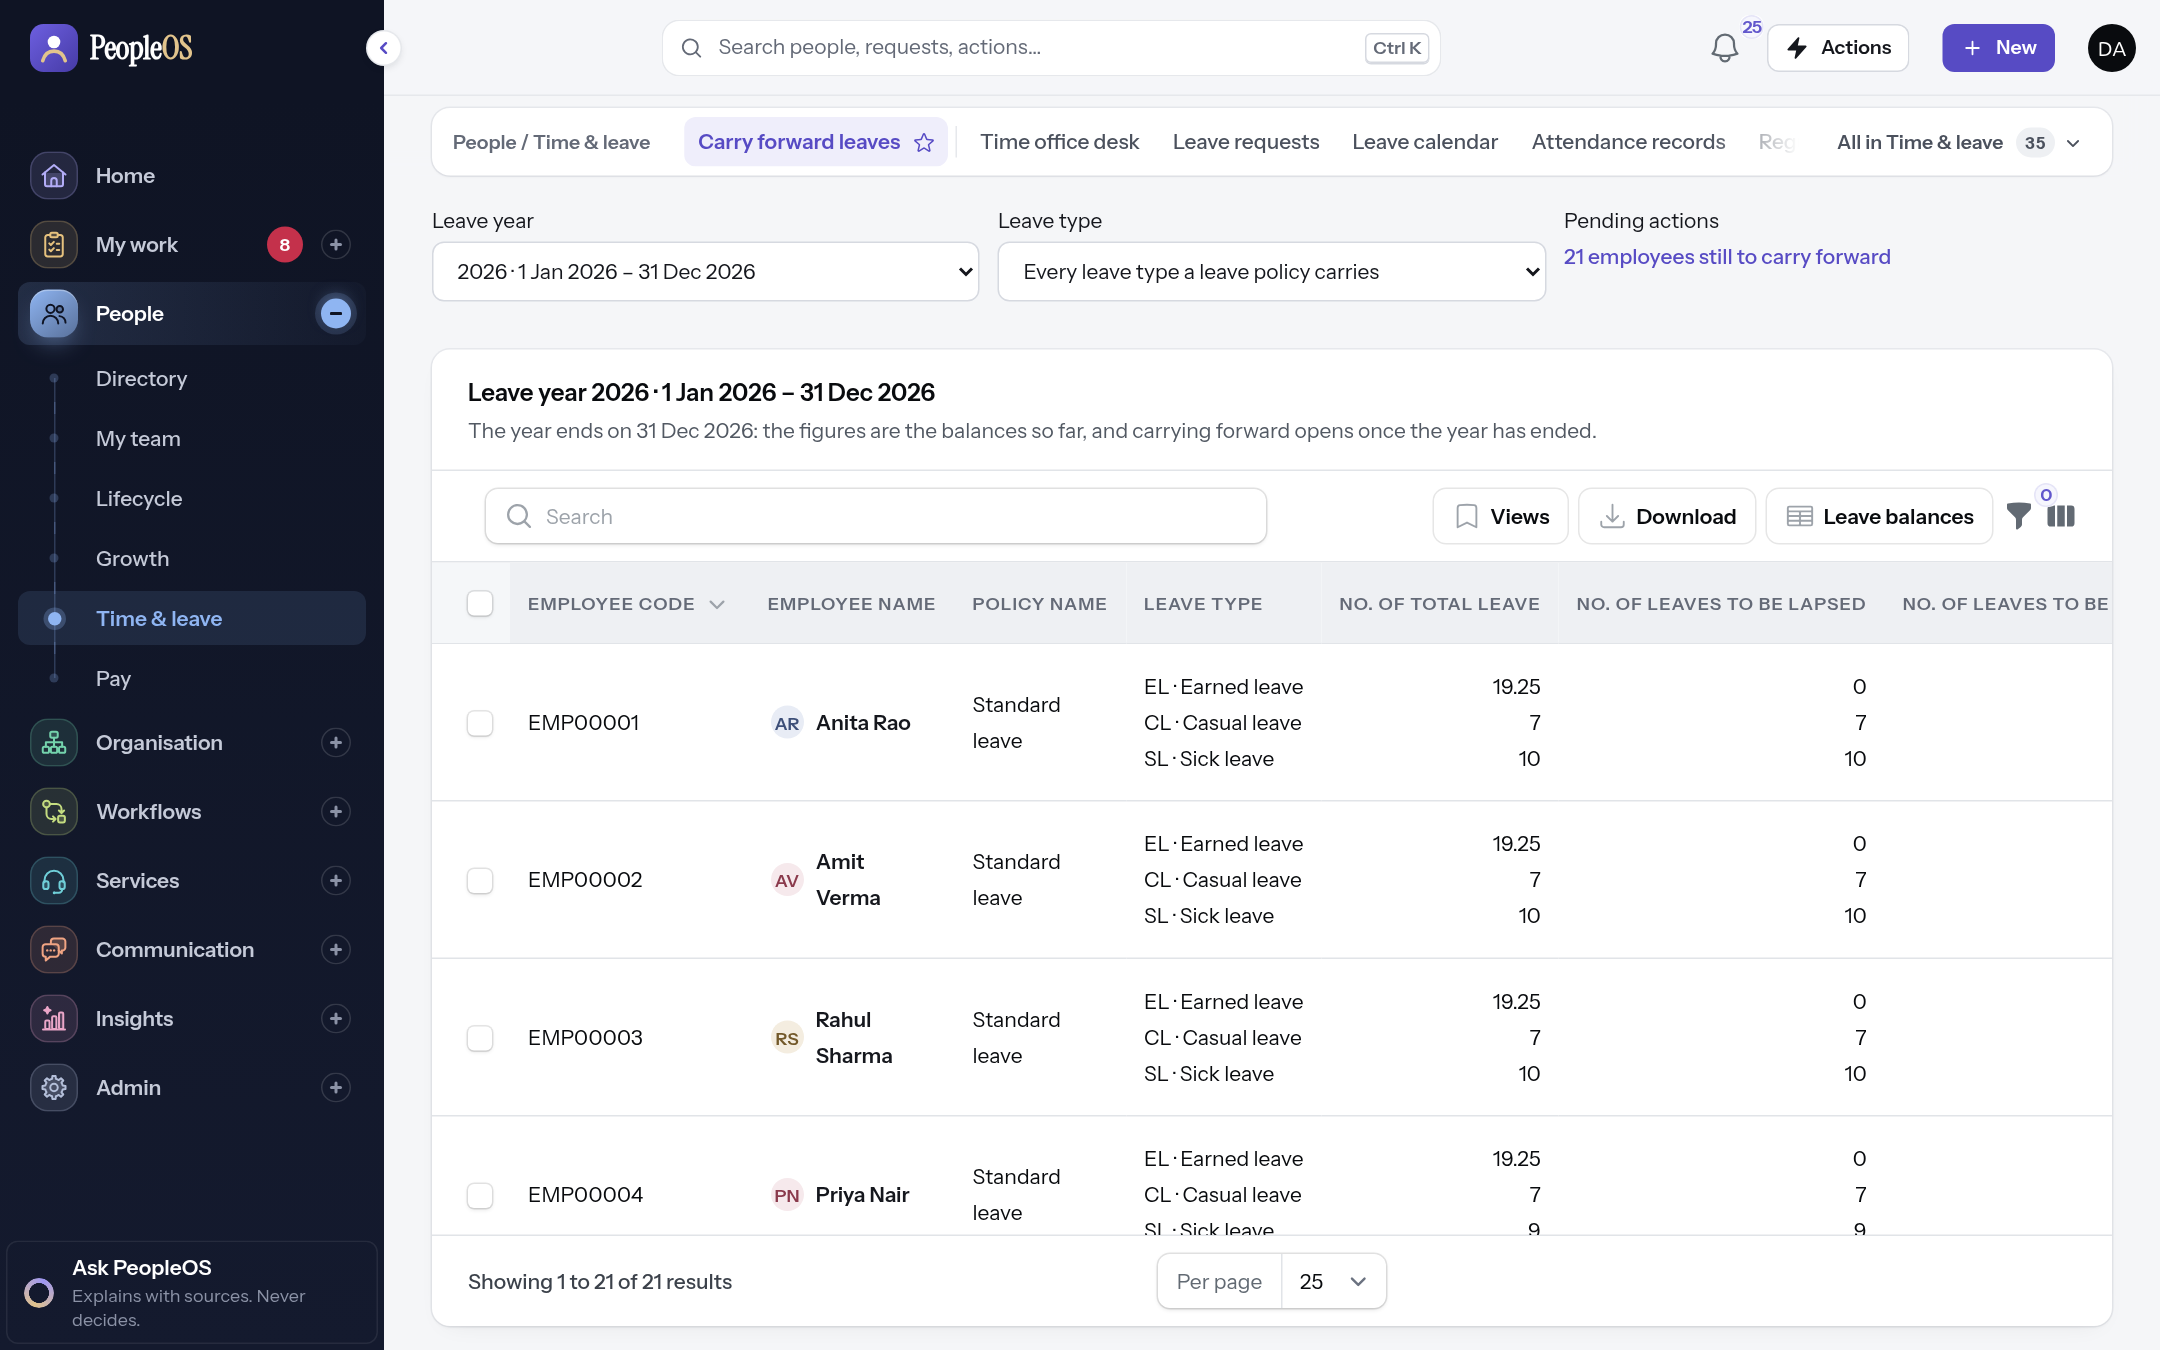 PeopleOS
Search people, requests, actions...
Ctrl K
25
Actions
New
DA
Home
My work
8
People
Directory
My team
Lifecycle
Growth
Time & leave
Pay
Organisation
Workflows
Services
Communication
Insights
Admin
Ask PeopleOS
Explains with sources. Never
decides.
People / Time & leave
Carry forward leaves
Time office desk
Leave requests
Leave calendar
Attendance records
Reg
All in Time & leave
35
Leave year
2026 · 1 Jan 2026 – 31 Dec 2026
Leave type
Every leave type a leave policy carries
Pending actions
21 employees still to carry forward
Leave year 2026 · 1 Jan 2026 – 31 Dec 2026
The year ends on 31 Dec 2026: the figures are the balances so far, and carrying forward opens once the year has ended.
Search
Views
Download
Leave balances
0
EMPLOYEE CODE
EMPLOYEE NAME
POLICY NAME
LEAVE TYPE
NO. OF TOTAL LEAVE
NO. OF LEAVES TO BE LAPSED
NO. OF LEAVES TO BE
EMP00001
AR
Anita Rao
Standard
leave
EL · Earned leave
19.25
0
CL · Casual leave
7
7
SL · Sick leave
10
10
EMP00002
AV
Amit
Verma
Standard
leave
EL · Earned leave
19.25
0
CL · Casual leave
7
7
SL · Sick leave
10
10
EMP00003
RS
Rahul
Sharma
Standard
leave
EL · Earned leave
19.25
0
CL · Casual leave
7
7
SL · Sick leave
10
10
EMP00004
PN
Priya Nair
Standard
leave
EL · Earned leave
19.25
0
CL · Casual leave
7
7
SL · Sick leave
9
9
Showing 1 to 21 of 21 results
Per page
25